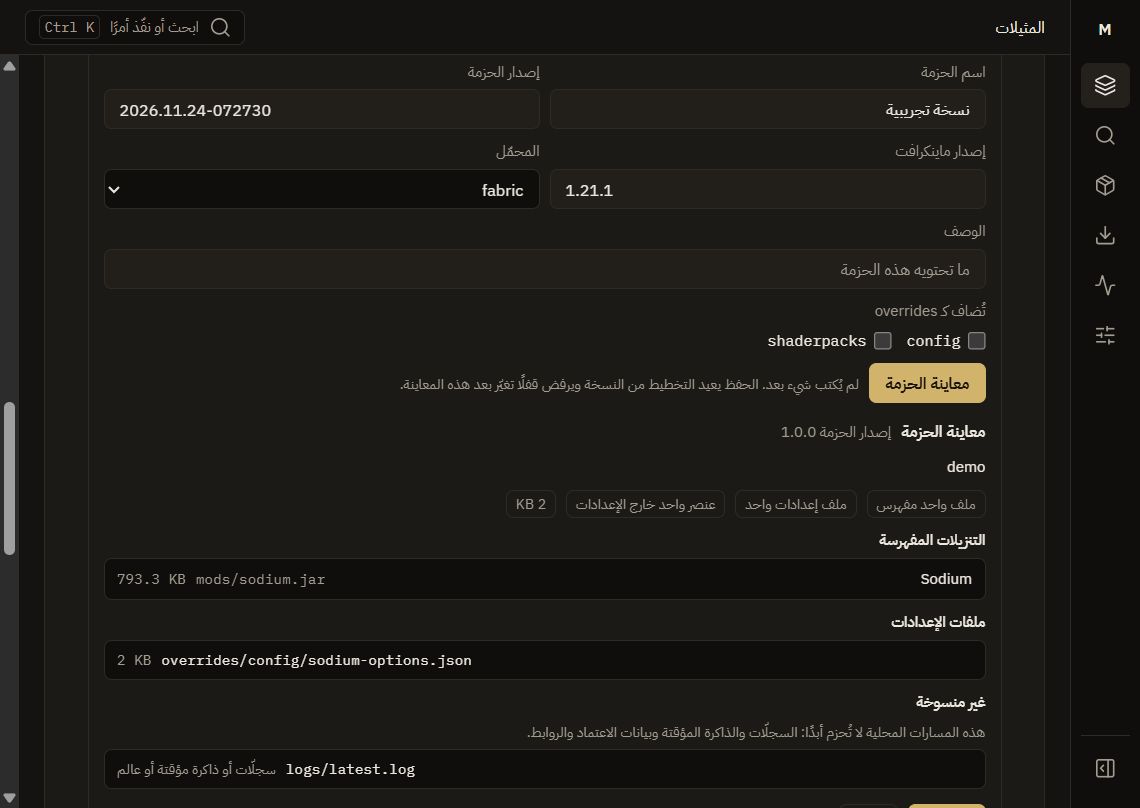 M
المثيلات
ابحث أو نفّذ أمرًا Ctrl K
اسم الحزمة
إصدار الحزمة
نسخة تجريبية
2026.11.24-072730
إصدار ماينكرافت
المحمّل
1.21.1
fabric
الوصف
ما تحتويه هذه الحزمة
تُضاف كـ overrides
config shaderpacks
معاينة الحزمة
لم يُكتب شيء بعد. الحفظ يعيد التخطيط من النسخة ويرفض قفلًا تغيّر بعد هذه المعاينة.
معاينة الحزمة إصدار الحزمة 1.0.0
demo
ملف واحد مفهرس
ملف إعدادات واحد
عنصر واحد خارج الإعدادات
2 KB
التنزيلات المفهرسة
Sodium
793.3 KB mods/sodium.jar
ملفات الإعدادات
2 KB overrides/config/sodium-options.json
غير منسوخة
هذه المسارات المحلية لا تُحزم أبدًا: السجلّات والذاكرة المؤقتة وبيانات الاعتماد والروابط.
logs/latest.log سجلّات أو ذاكرة مؤقتة أو عالم